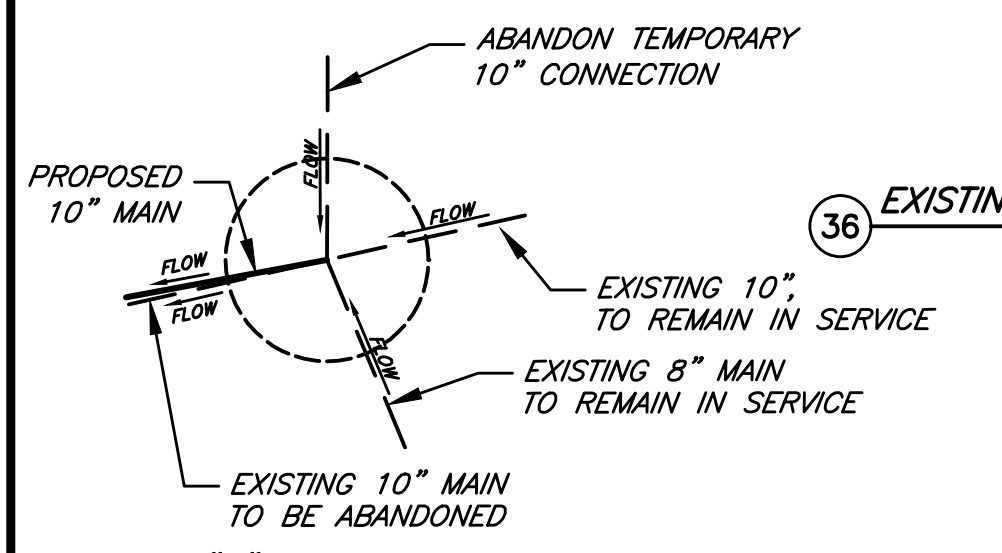 ABANDON TEMPORARY
10" CONNECTION
FLOW
PROPOSED
10" MAIN
FLOW
36
FLOW
FLOW
EXISTING 10",
TO REMAIN IN SERVICE
FLOW
EXISTING 8" MAIN
TO REMAIN IN SERVICE
EXISTING 10" MAIN
TO BE ABANDONED